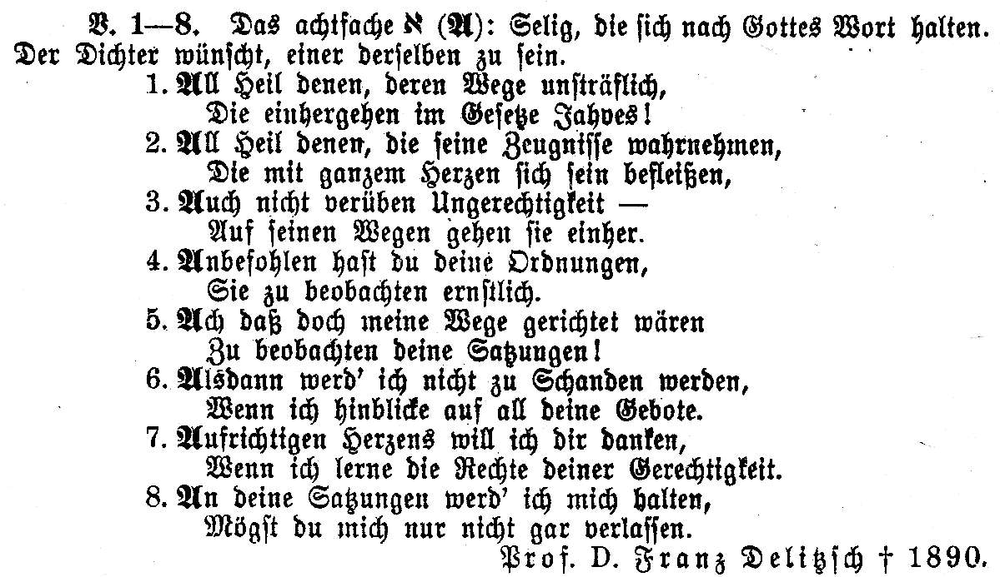 V. 1—8. Das achtfache א (A): Selig, die sich nach Gottes Wort halten.
Der Dichter wünscht, einer derselben zu sein.
1. All Heil denen, deren Wege unsträflich,
Die einhergehen im Gesetze Jahves!
2. All Heil denen, die seine Zeugnisse wahrnehmen,
Die mit ganzem Herzen sich sein befleißen,
3. Auch nicht verüben Ungerechtigkeit —
Auf seinen Wegen gehen sie einher.
4. Anbefohlen hast du deine Ordnungen,
Sie zu beobachten ernstlich.
5. Ach daß doch meine Wege gerichtet wären
Zu beobachten deine Satzungen!
6. Alsdann werd' ich nicht zu Schanden werden,
Wenn ich hinblicke auf all deine Gebote.
7. Aufrichtigen Herzens will ich dir danken,
Wenn ich lerne die Rechte deiner Gerechtigkeit.
8. An deine Satzungen werd' ich mich halten,
Mögst du mich nur nicht gar verlassen.
Prof. D. Franz Delitzsch † 1890.